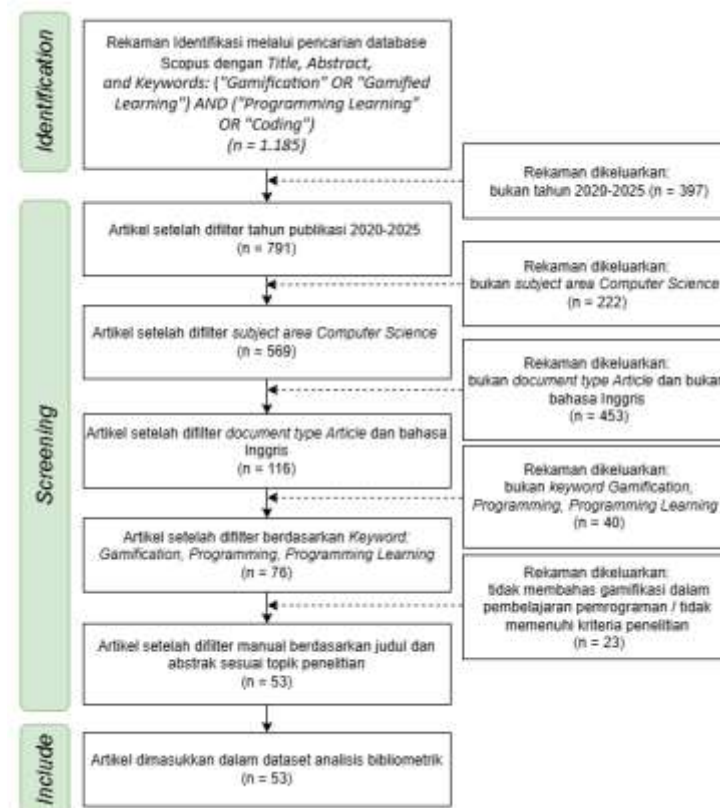 Identification
Rekaman Identifikasi melalui pencarian database
Scopus dengan Title, Abstract,
and Keywords: ("Gamification" OR "Gamified
Learning") AND ("Programming Learning"
OR "Coding")
(n = 1.185)
Rekaman dikeluarkan:
bukan tahun 2020-2025 (n = 397)
Screening
Artikel setelah difilter tahun publikasi 2020-2025
(n = 791)
Rekaman dikeluarkan:
bukan subject area Computer Science
(n = 222)
Artikel setelah difilter subject area Computer Science
(n = 569)
Rekaman dikeluarkan:
bukan document type Article dan bukan
bahasa Inggris
(n = 453)
Artikel setelah difilter document type Article dan bahasa
Inggris
(n = 116)
Rekaman dikeluarkan:
bukan keyword Gamification,
Programming, Programming Learning
(n = 40)
Artikel setelah difilter berdasarkan Keyword:
Gamification, Programming, Programming Learning
(n = 76)
Rekaman dikeluarkan:
tidak membahas gamifikasi dalam
pembelajaran pemrograman / tidak
memenuhi kriteria penelitian
(n = 23)
Artikel setelah difilter manual berdasarkan judul dan
abstrak sesuai topik penelitian
(n = 53)
Include
Artikel dimasukkan dalam dataset analisis bibliometrik
(n = 53)